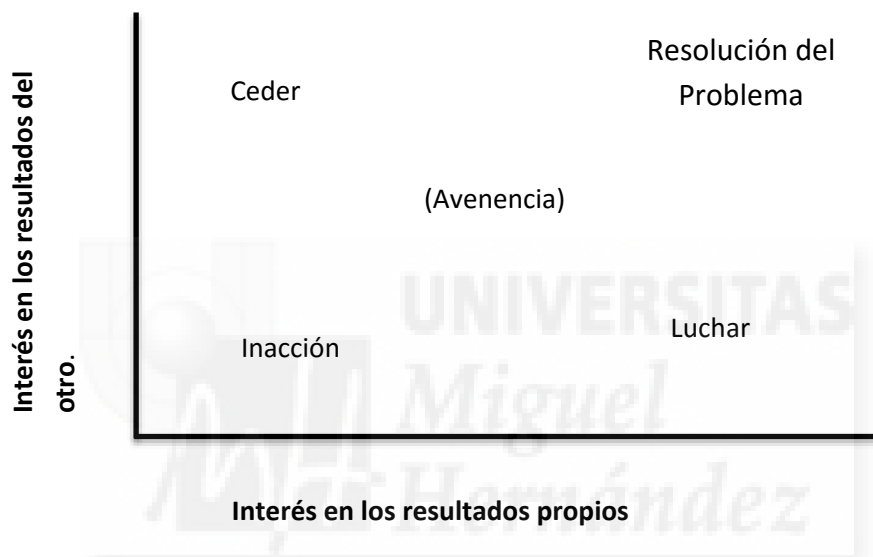 Interés en los resultados del
otro.
Resolución del
Problema
Ceder
(Avenencia)
UNIVERSITAS
Miguel
Hernández
Inacción
Luchar
Interés en los resultados propios